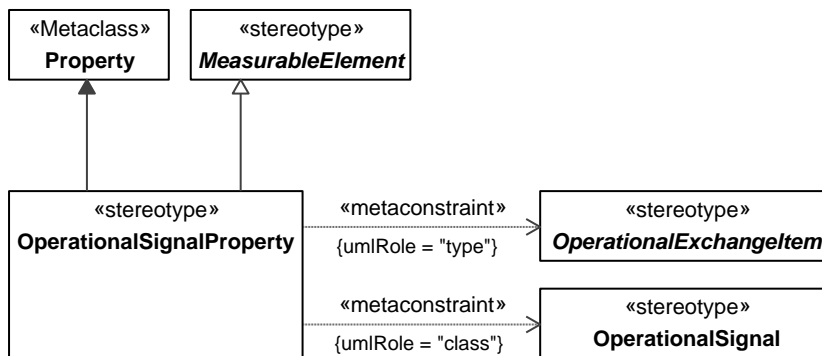 «Metaclass»
Property
«stereotype»
MeasurableElement
«stereotype»
OperationalSignalProperty
«metaconstraint»
{umlRole = "type"}
«stereotype»
OperationalExchangeItem
«metaconstraint»
{umlRole = "class"}
«stereotype»
OperationalSignal